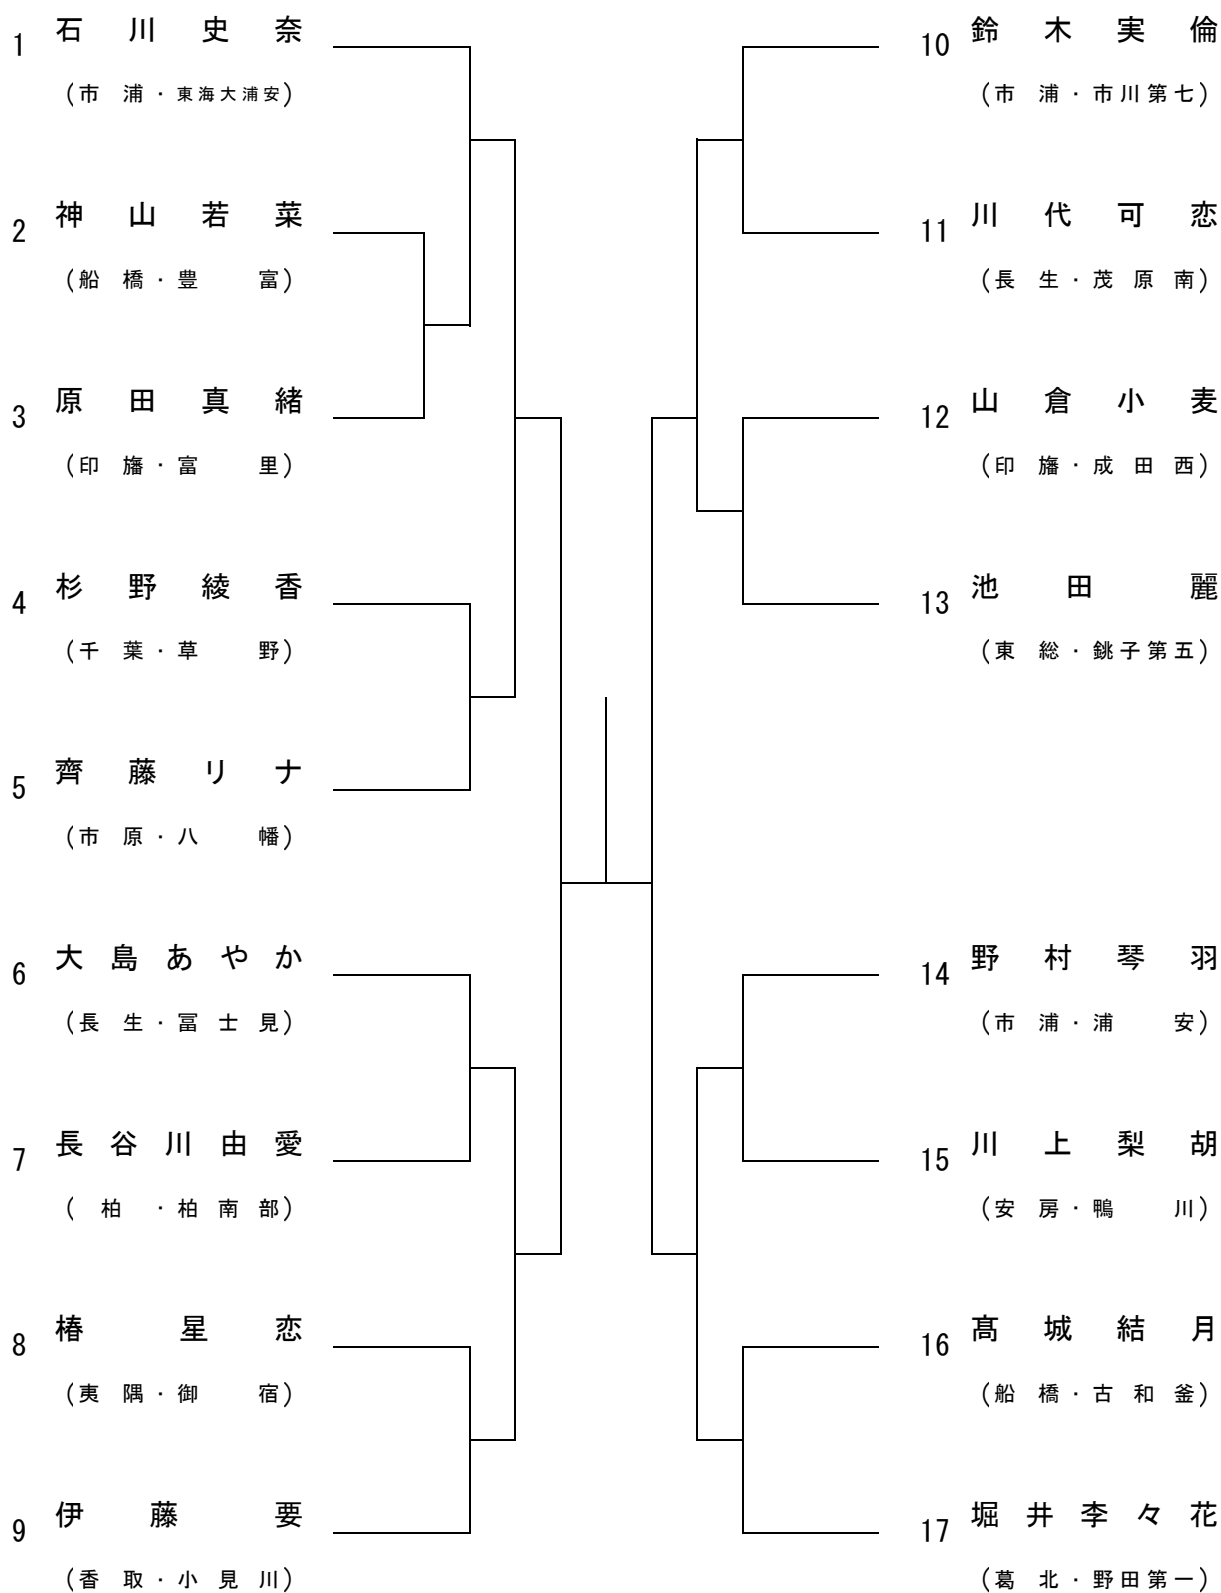 1 石川史奈
(市浦・東海大浦安)
2 神山若菜
(船橋・豊富)
3 原田真緒
(印旛・富里)
4 杉野綾香
(千葉・草野)
5 齊藤リナ
(市原・八幡)
6 大島あやか
(長生・冨士見)
7 長谷川由愛
(柏・柏南部)
8 椿星恋
(夷隅・御宿)
9 伊藤要
(香取・小見川)
10 鈴木実倫
(市浦・市川第七)
11 川代可恋
(長生・茂原南)
12 山倉小麦
(印旛・成田西)
13 池田麗
(東総・銚子第五)
14 野村琴羽
(市浦・浦安)
15 川上梨胡
(安房・鴨川)
16 髙城結月
(船橋・古和釜)
17 堀井李々花
(葛北・野田第一)